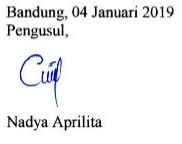 Bandung, 04 Januari 2019
Pengusul,
Nadya Aprilita